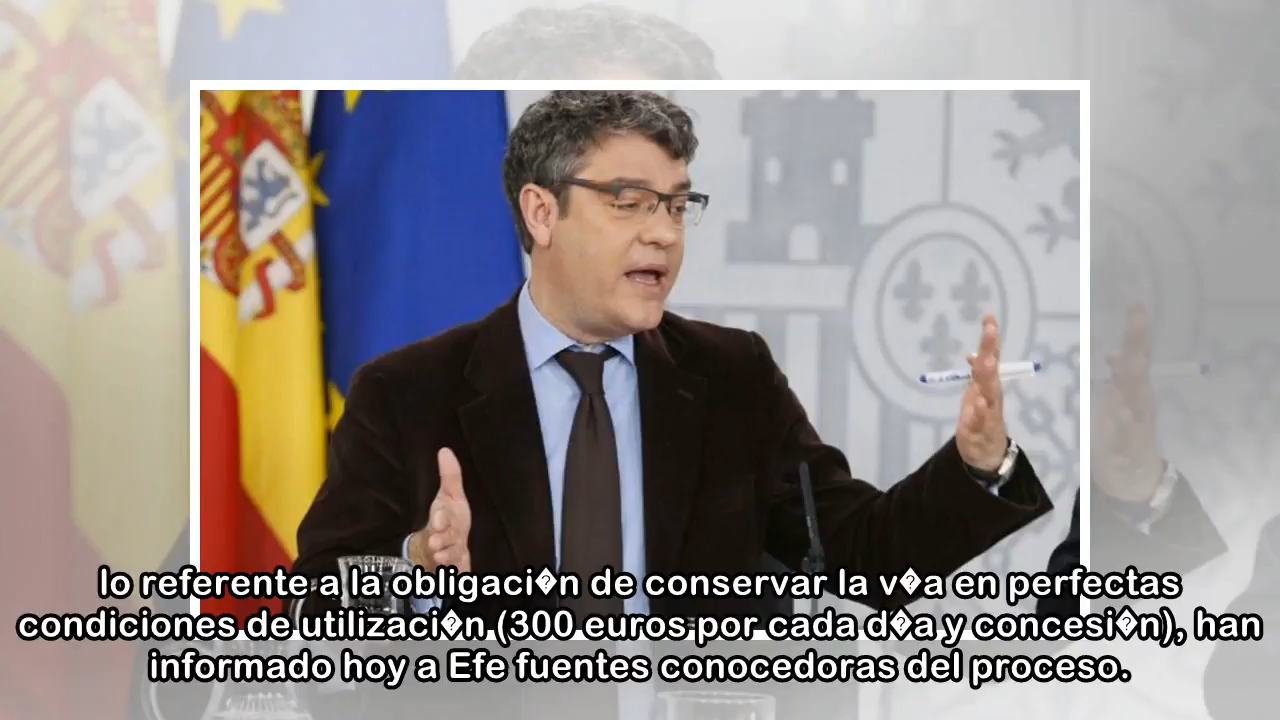 lo referente a la obligaci�n de conservar la v�a en perfectas
condiciones de utilizaci�n (300 euros por cada d�a y concesi�n), han
informado hoy a Efe fuentes conocedoras del proceso.